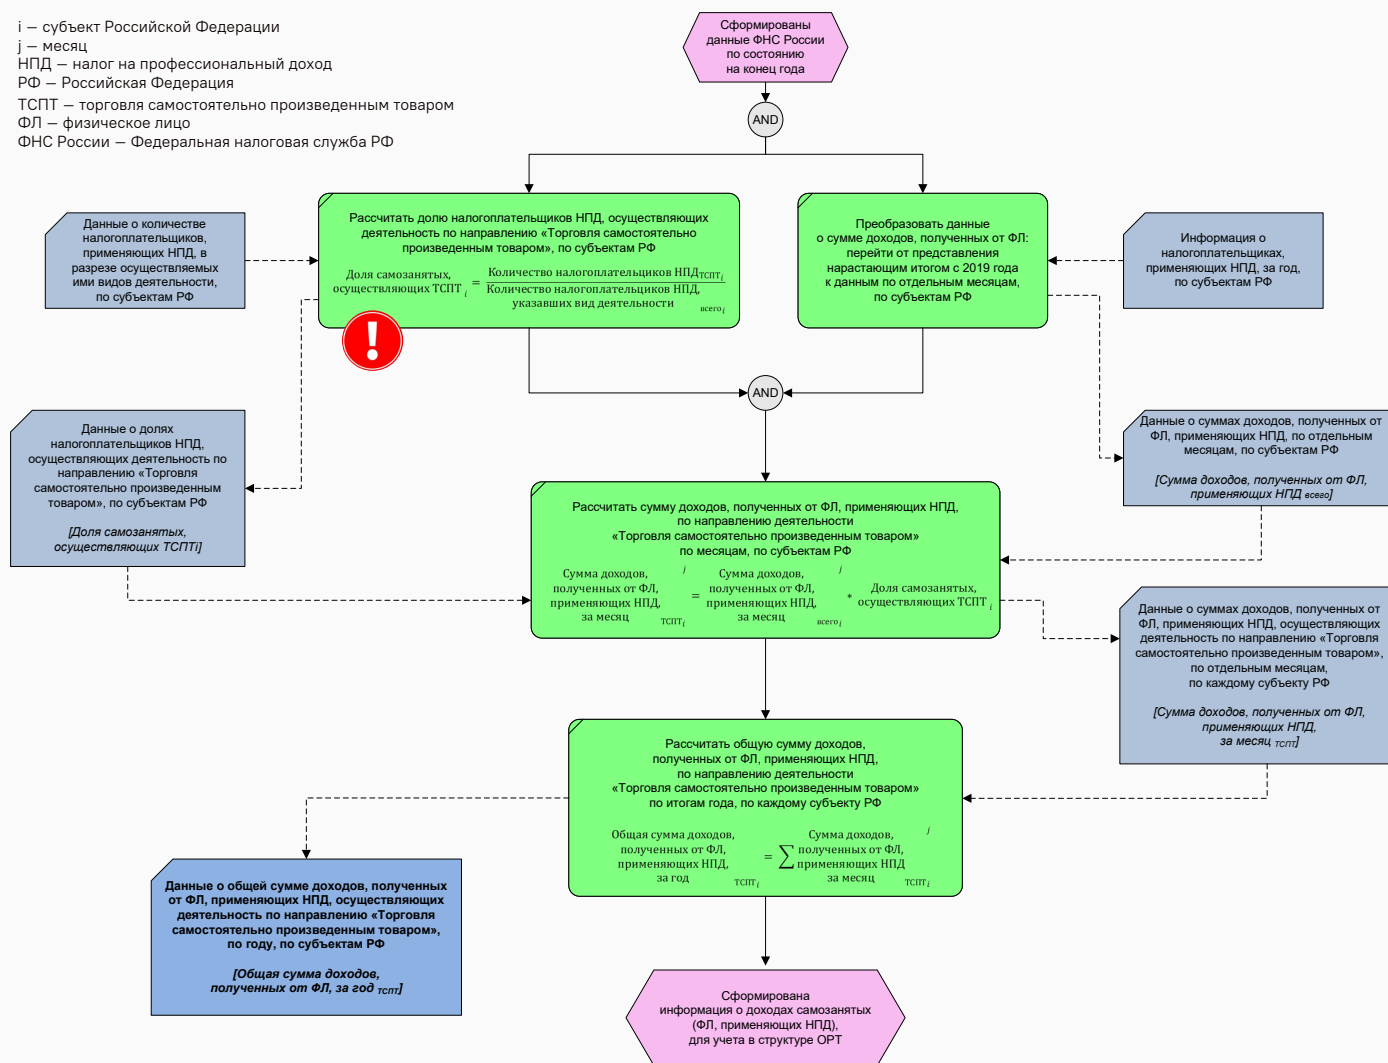 i – субъект Российской Федерации
j – месяц
НПД – налог на профессиональный доход
РФ – Российская Федерация
ТСПТ – торговля самостоятельно произведенным товаром
ФЛ – физическое лицо
ФНС России – Федеральная налоговая служба РФ
Сформированы
данные ФНС России
по состоянию
на конец года
AND
Данные о количестве
налогоплательщиков,
применяющих НПД, в
разрезе осуществляемых
ими видов деятельности,
по субъектам РФ
Рассчитать долю налогоплательщиков НПД, осуществляющих
деятельность по направлению «Торговля самостоятельно
произведенным товаром», по субъектам РФ
Доля самозанятых,
осуществляющих ТСПТ i
=
Количество налогоплательщиков НПДТСПТi
Количество налогоплательщиков НПД,
указавших вид деятельности всегоi
!
Преобразовать данные
о сумме доходов, полученных от ФЛ:
перейти от представления
нарастающим итогом с 2019 года
к данным по отдельным месяцам,
по субъектам РФ
Информация о
налогоплательщиках,
применяющих НПД, за год,
по субъектам РФ
AND
Данные о долях
налогоплательщиков НПД,
осуществляющих деятельность по
направлению «Торговля
самостоятельно произведенным
товаром», по субъектам РФ
[Доля самозанятых,
осуществляющих ТСПТi]
Данные о суммах доходов, полученных от
ФЛ, применяющих НПД, по отдельным
месяцам, по субъектам РФ
[Сумма доходов, полученных от ФЛ,
применяющих НПД всего]
Рассчитать сумму доходов, полученных от ФЛ, применяющих НПД,
по направлению деятельности
«Торговля самостоятельно произведенным товаром»
по месяцам, по субъектам РФ
Сумма доходов, j
полученных от ФЛ,
применяющих НПД,
за месяц ТСПТi
=
Сумма доходов, j
полученных от ФЛ,
применяющих НПД,
за месяц всегоi
*
Доля самозанятых,
осуществляющих ТСПТ i
Данные о суммах доходов, полученных от
ФЛ, применяющих НПД, осуществляющих
деятельность по направлению «Торговля
самостоятельно произведенным товаром»,
по отдельным месяцам,
по каждому субъекту РФ
[Сумма доходов, полученных от ФЛ,
применяющих НПД,
за месяц ТСПТ]
Рассчитать общую сумму доходов,
полученных от ФЛ, применяющих НПД,
по направлению деятельности
«Торговля самостоятельно произведенным товаром»
по итогам года, по каждому субъекту РФ
Общая сумма доходов,
полученных от ФЛ,
применяющих НПД,
за год ТСПТi
= ∑
Сумма доходов, j
полученных от ФЛ,
применяющих НПД
за месяц ТСПТi
Данные о общей сумме доходов, полученных
от ФЛ, применяющих НПД, осуществляющих
деятельность по направлению «Торговля
самостоятельно произведенным товаром»,
по году, по субъектам РФ
[Общая сумма доходов,
полученных от ФЛ, за год ТСПТ]
Сформирована
информация о доходах самозанятых
(ФЛ, применяющих НПД),
для учета в структуре ОРТ